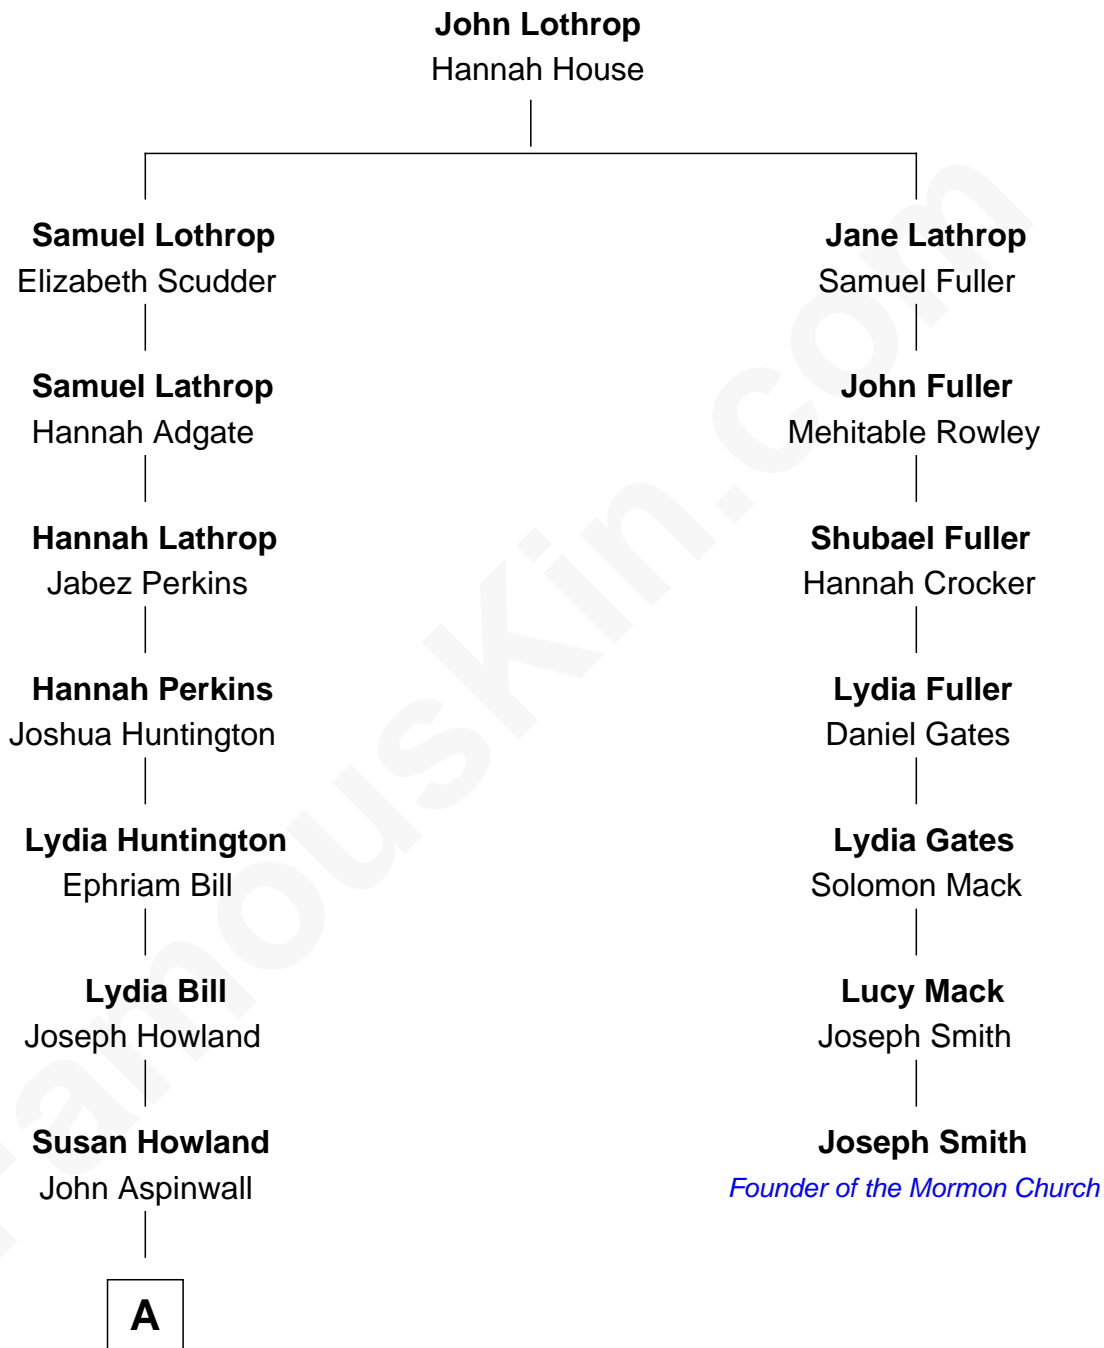 John Lothrop
Hannah House
Samuel Lothrop
Elizabeth Scudder
Samuel Lathrop
Hannah Adgate
Hannah Lathrop
Jabez Perkins
Hannah Perkins
Joshua Huntington
Lydia Huntington
Ephriam Bill
Lydia Bill
Joseph Howland
Susan Howland
John Aspinwall
A
Jane Lathrop
Samuel Fuller
John Fuller
Mehitable Rowley
Shubael Fuller
Hannah Crocker
Lydia Fuller
Daniel Gates
Lydia Gates
Solomon Mack
Lucy Mack
Joseph Smith
Joseph Smith
Founder of the Mormon Church
FamousKin.com